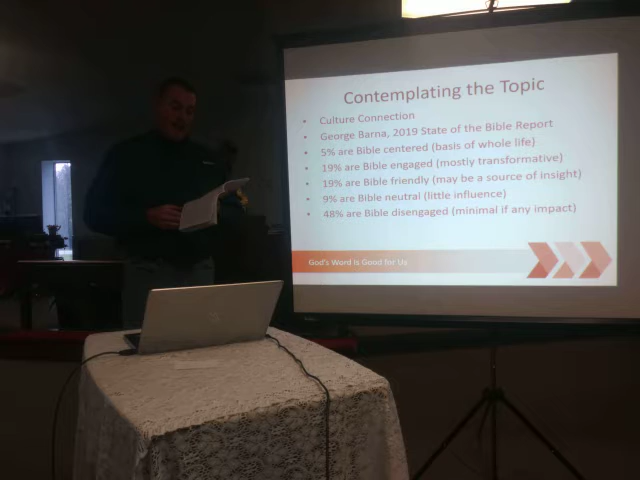 Contemplating the Topic
Culture Connection
George Barna, 2019 State of the Bible Report
5% are Bible centered (basis of whole life)
19% are Bible engaged (mostly transformative)
19% are Bible friendly (may be a source of insight)
9% are Bible neutral (little influence)
48% are Bible disengaged (minimal if any impact)
God's Word is Good for Us